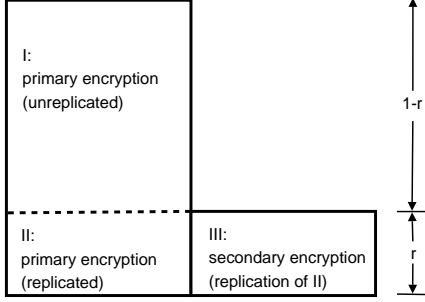 I:
primary encryption
(unreplicated)
1-r
II:
primary encryption
(replicated)
III:
secondary encryption
(replication of II)
r